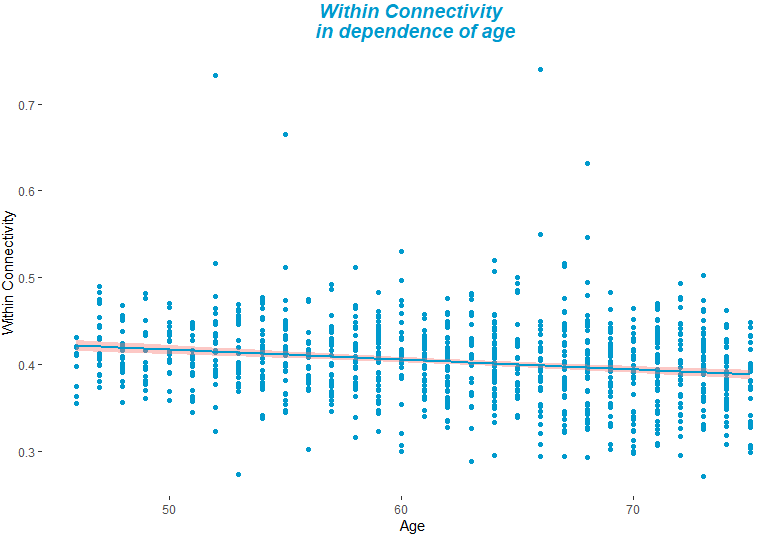 Within Connectivity
in dependence of age
0.7
0.6
0.5
0.4
0.3
Within Connectivity
50
60
70
Age